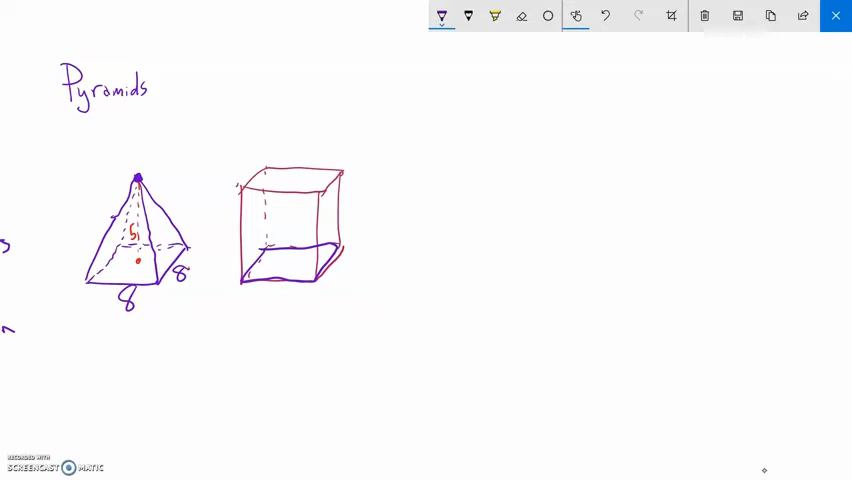 Pyramids
5
8
8
RECORDED WITH
SCREENCAST MATIC